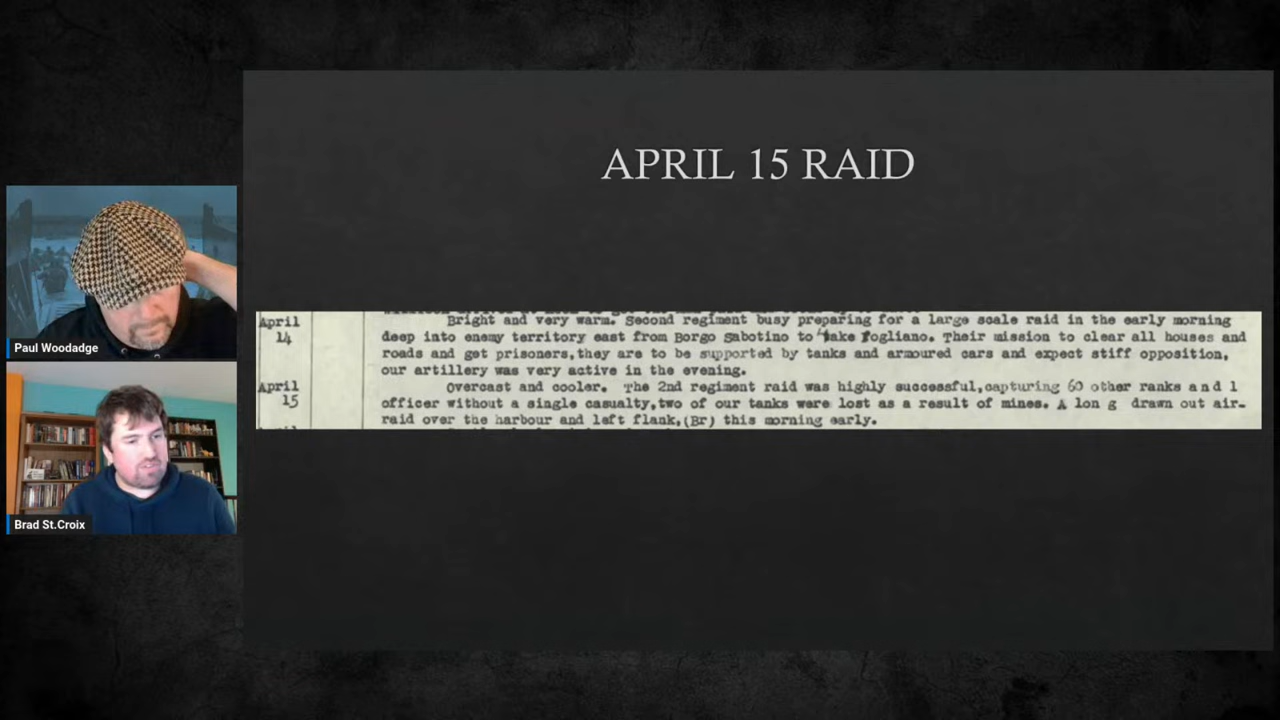 APRIL 15 RAID
April
14
Bright and very warm. Second regiment busy preparing for a large scale raid in the early morning
deep into enemy territory east from Borgo Sabotino to Lake Fogliano. Their mission to clear all houses and
roads and get prisoners,they are to be supported by tanks and armoured cars and expect stiff opposition,
our artillery was very active in the evening.
April
15
Overcast and cooler. The 2nd regiment raid was highly successful,capturing 60 other ranks and 1
officer without a single casualty,two of our tanks were lost as a result of mines. A lon g drawn out air-
raid over the harbour and left flank,(Br) this morning early.
Paul Woodadge
Brad St.Croix